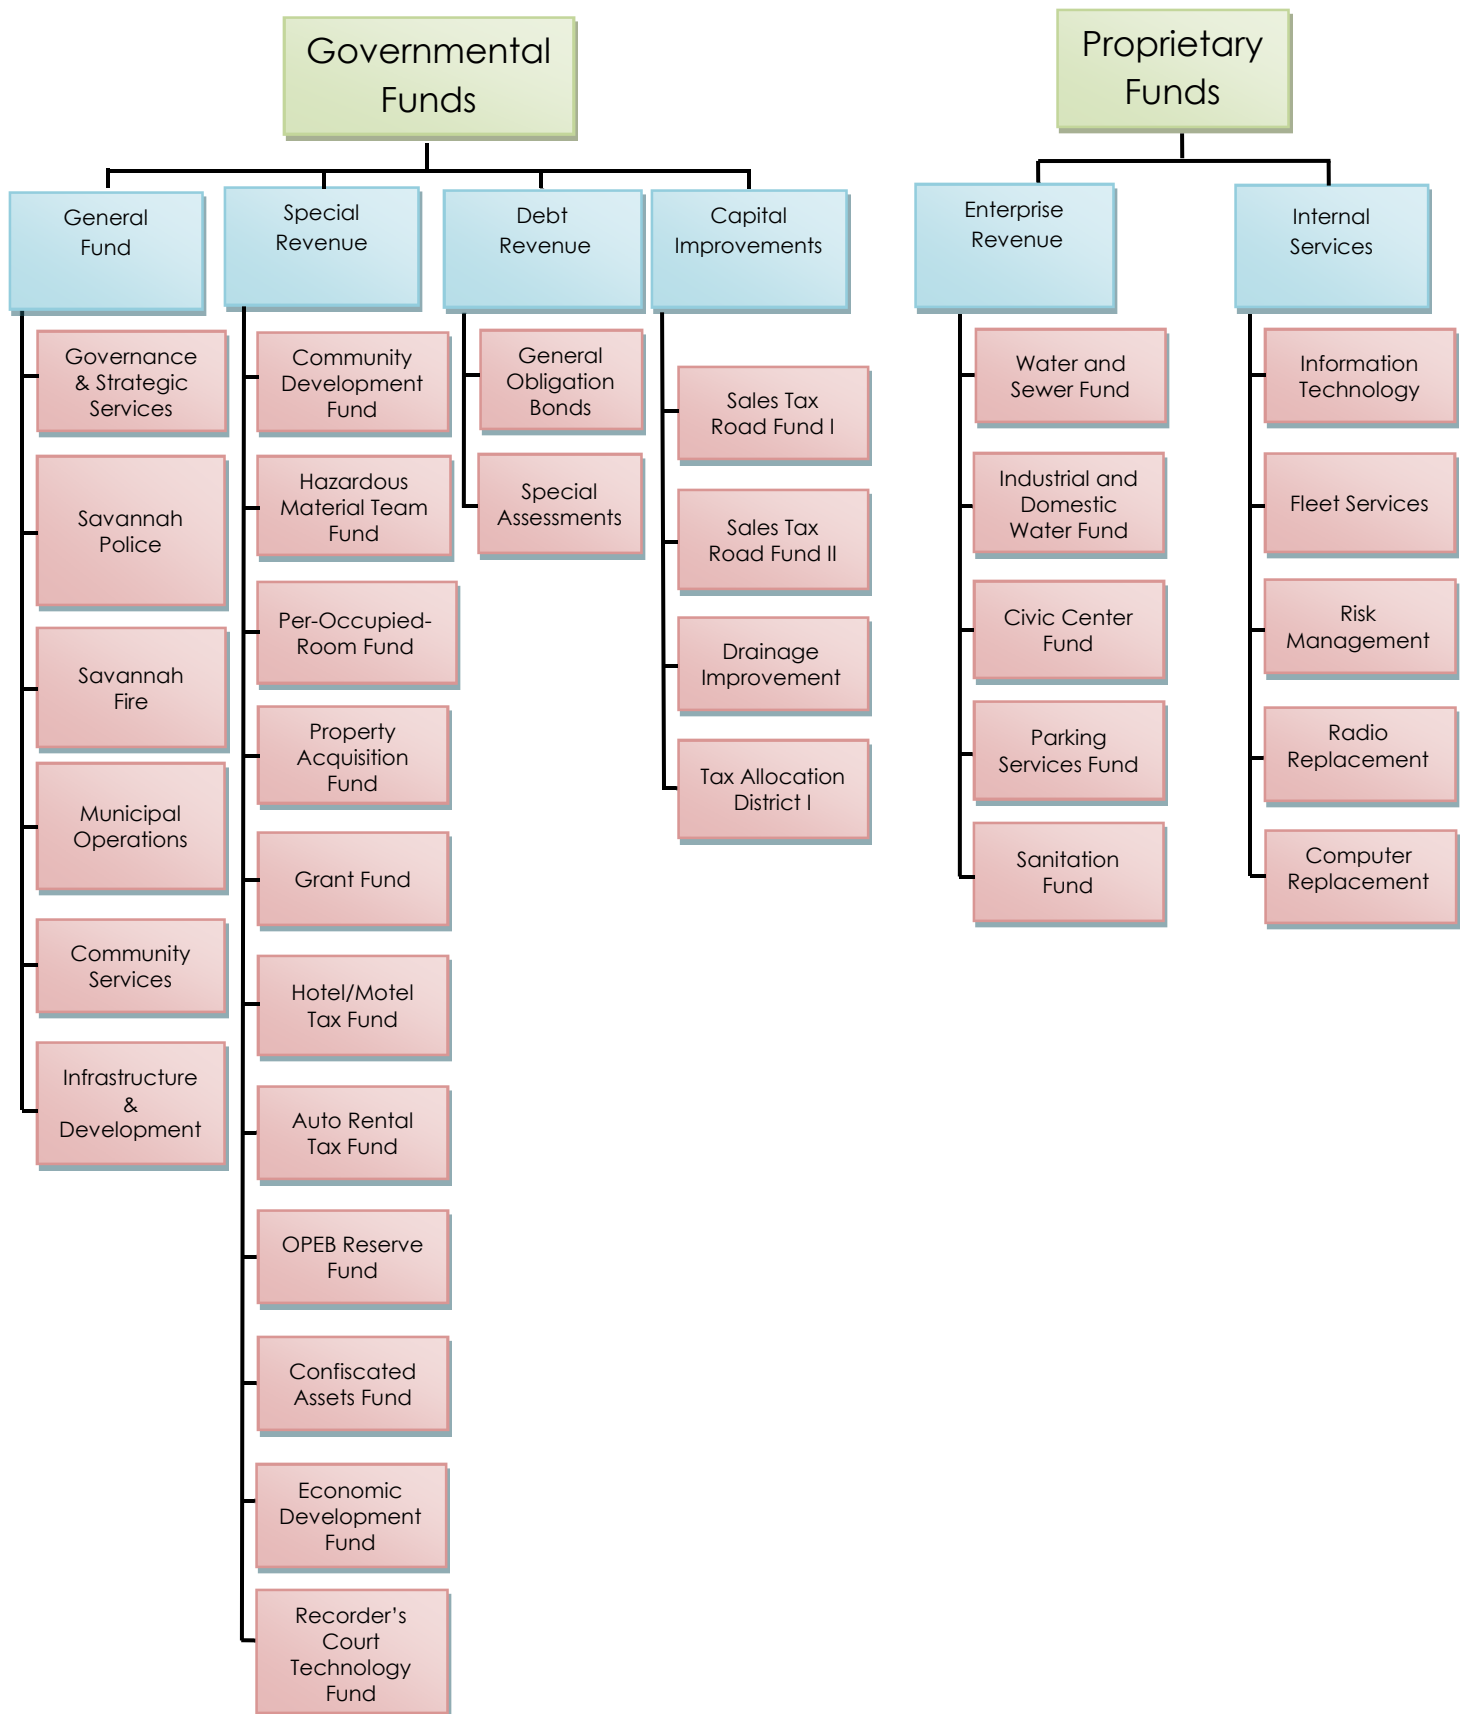 Governmental
Funds
General
Fund
Governance
& Strategic
Services
Savannah
Police
Savannah
Fire
Municipal
Operations
Community
Services
Infrastructure
&
Development
Special
Revenue
Community
Development
Fund
Hazardous
Material Team
Fund
Per-Occupied-
Room Fund
Property
Acquisition
Fund
Grant Fund
Hotel/Motel
Tax Fund
Auto Rental
Tax Fund
OPEB Reserve
Fund
Confiscated
Assets Fund
Economic
Development
Fund
Recorder’s
Court
Technology
Fund
Debt
Revenue
General
Obligation
Bonds
Special
Assessments
Capital
Improvements
Sales Tax
Road Fund I
Sales Tax
Road Fund II
Drainage
Improvement
Tax Allocation
District I
Proprietary
Funds
Enterprise
Revenue
Water and
Sewer Fund
Industrial and
Domestic
Water Fund
Civic Center
Fund
Parking
Services Fund
Sanitation
Fund
Internal
Services
Information
Technology
Fleet Services
Risk
Management
Radio
Replacement
Computer
Replacement